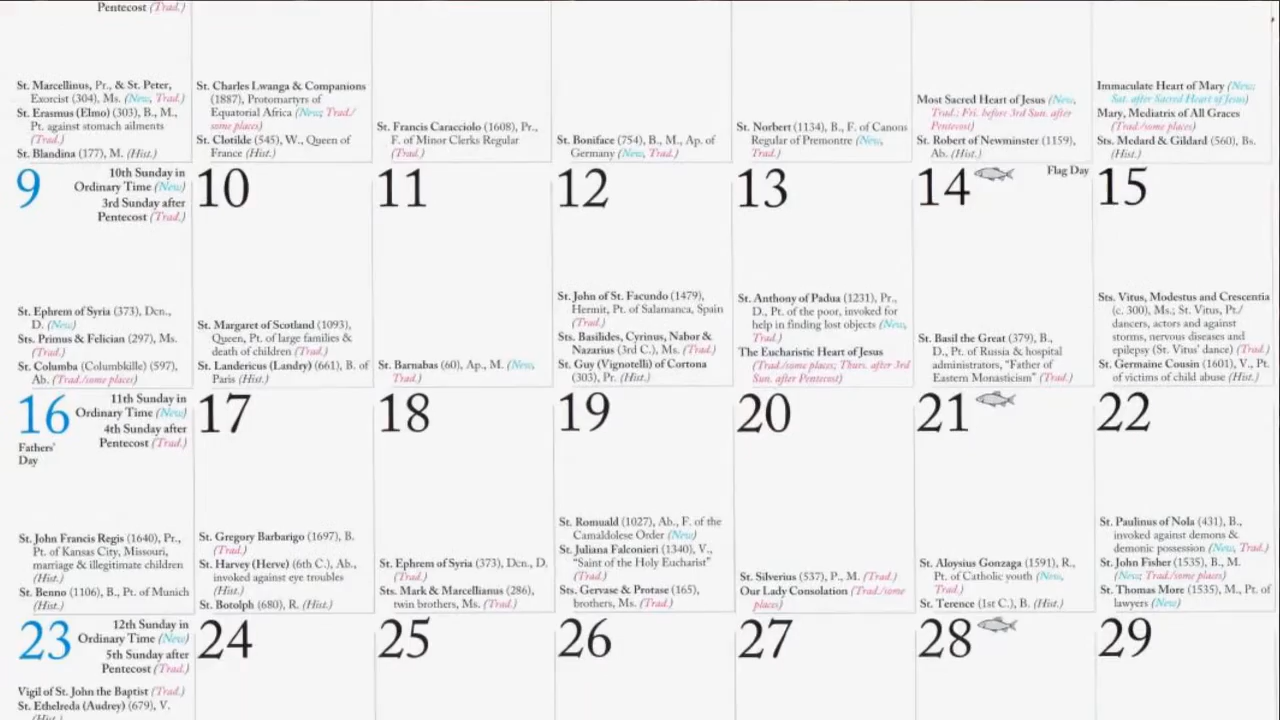 Pentecost (Trad.)
St. Marcellinus, Pr., & St. Peter,
Exorcist (304), Ms. (New, Trad.)
St. Erasmus (Elmo) (303), B., M.,
Pt. against stomach ailments
(Trad.)
St. Blandina (177), M. (Hist.)
St. Charles Lwanga & Companions
(1887), Protomartyrs of
Equatorial Africa (New; Trad./
some places)
St. Clotilde (545), W., Queen of
France (Hist.)
St. Francis Caracciolo (1608), Pr.,
F. of Minor Clerks Regular
(Trad.)
St. Boniface (754), B., M., Ap. of
Germany (New, Trad.)
St. Norbert (1134), B., F. of Canons
Regular of Premontre (New,
Trad.)
Most Sacred Heart of Jesus (New,
Trad.: Fri. before 3rd Sun. after
Pentecost)
St. Robert of Newminster (1159),
Ab. (Hist.)
Immaculate Heart of Mary (New:
Sat. after Sacred Heart of Jesus)
Mary, Mediatrix of All Graces
(Trad./some places)
Sts. Medard & Gildard (560), Bs.
(Hist.)
9
10th Sunday in
Ordinary Time (New)
3rd Sunday after
Pentecost (Trad.)
St. Ephrem of Syria (373), Dcn.,
D. (New)
Sts. Primus & Felician (297), Ms.
(Trad.)
St. Columba (Columbkille) (597),
Ab. (Trad./some places)
10
St. Margaret of Scotland (1093),
Queen, Pt. of large families &
death of children (Trad.)
St. Landericus (Landry) (661), B. of
Paris (Hist.)
11
St. Barnabas (60), Ap., M. (New,
Trad.)
12
St. John of St. Facundo (1479),
Hermit, Pt. of Salamanca, Spain
(Trad.)
Sts. Basilides, Cyrinus, Nabor &
Nazarius (3rd C.), Ms. (Trad.)
St. Guy (Vignotelli) of Cortona
(303), Pr. (Hist.)
13
St. Anthony of Padua (1231), Pr.,
D., Pt. of the poor, invoked for
help in finding lost objects (New,
Trad.)
The Eucharistic Heart of Jesus
(Trad./some places; Thurs. after 3rd
Sun. after Pentecost)
14
Flag Day
St. Basil the Great (379), B.,
D., Pt. of Russia & hospital
administrators, "Father of
Eastern Monasticism" (Trad.)
15
Sts. Vitus, Modestus and Crescentia
(c. 300), Ms.; St. Vitus, Pt./
dancers, actors and against
storms, nervous diseases and
epilepsy (St. Vitus' dance) (Trad.)
St. Germaine Cousin (1601), V., Pt.
of victims of child abuse (Hist.)
16
11th Sunday in
Ordinary Time (New)
4th Sunday after
Pentecost (Trad.)
Fathers'
Day
St. John Francis Regis (1640), Pr.,
Pt. of Kansas City, Missouri,
marriage & illegitimate children
(Hist.)
St. Benno (1106), B., Pt. of Munich
(Hist.)
17
St. Gregory Barbarigo (1697), B.
(Trad.)
St. Harvey (Herve) (6th C.), Ab.,
invoked against eye troubles
(Hist.)
St. Botolph (680), R. (Hist.)
18
St. Ephrem of Syria (373), Dcn., D.
(Trad.)
Sts. Mark & Marcellianus (286),
twin brothers, Ms. (Trad.)
19
St. Romuald (1027), Ab., F. of the
Camaldolese Order (New)
St. Juliana Falconieri (1340), V.,
"Saint of the Holy Eucharist"
(Trad.)
Sts. Gervase & Protase (165),
brothers, Ms. (Trad.)
20
St. Silverius (537), P., M. (Trad.)
Our Lady Consolation (Trad./some
places)
21
St. Aloysius Gonzaga (1591), R.,
Pt. of Catholic youth (New,
Trad.)
St. Terence (1st C.), B. (Hist.)
22
St. Paulinus of Nola (431), B.,
invoked against demons &
demonic possession (New, Trad.)
St. John Fisher (1535), B., M.
(New; Trad./some places)
St. Thomas More (1535), M., Pt. of
lawyers (New)
23
12th Sunday in
Ordinary Time (New)
5th Sunday after
Pentecost (Trad.)
Vigil of St. John the Baptist (Trad.)
St. Ethelreda (Audrey) (679), V.
(Hist.)
24
25
26
27
28
29